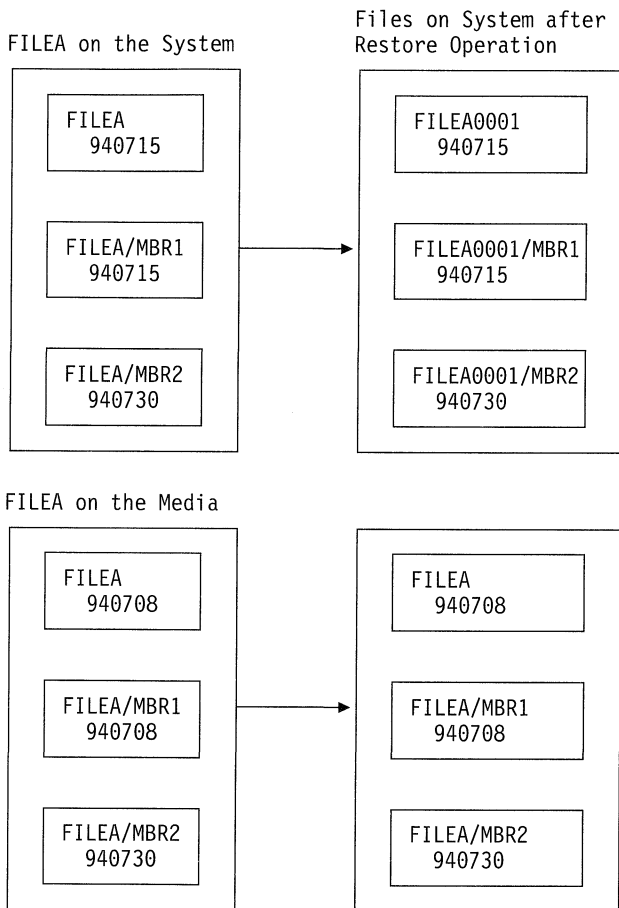 FILEA on the System
Files on System after
Restore Operation
FILEA
940715
FILEA/MBR1
940715
FILEA/MBR2
940730
FILEA0001
940715
FILEA0001/MBR1
940715
FILEA0001/MBR2
940730
FILEA on the Media
FILEA
940708
FILEA/MBR1
940708
FILEA/MBR2
940730
FILEA
940708
FILEA/MBR1
940708
FILEA/MBR2
940730